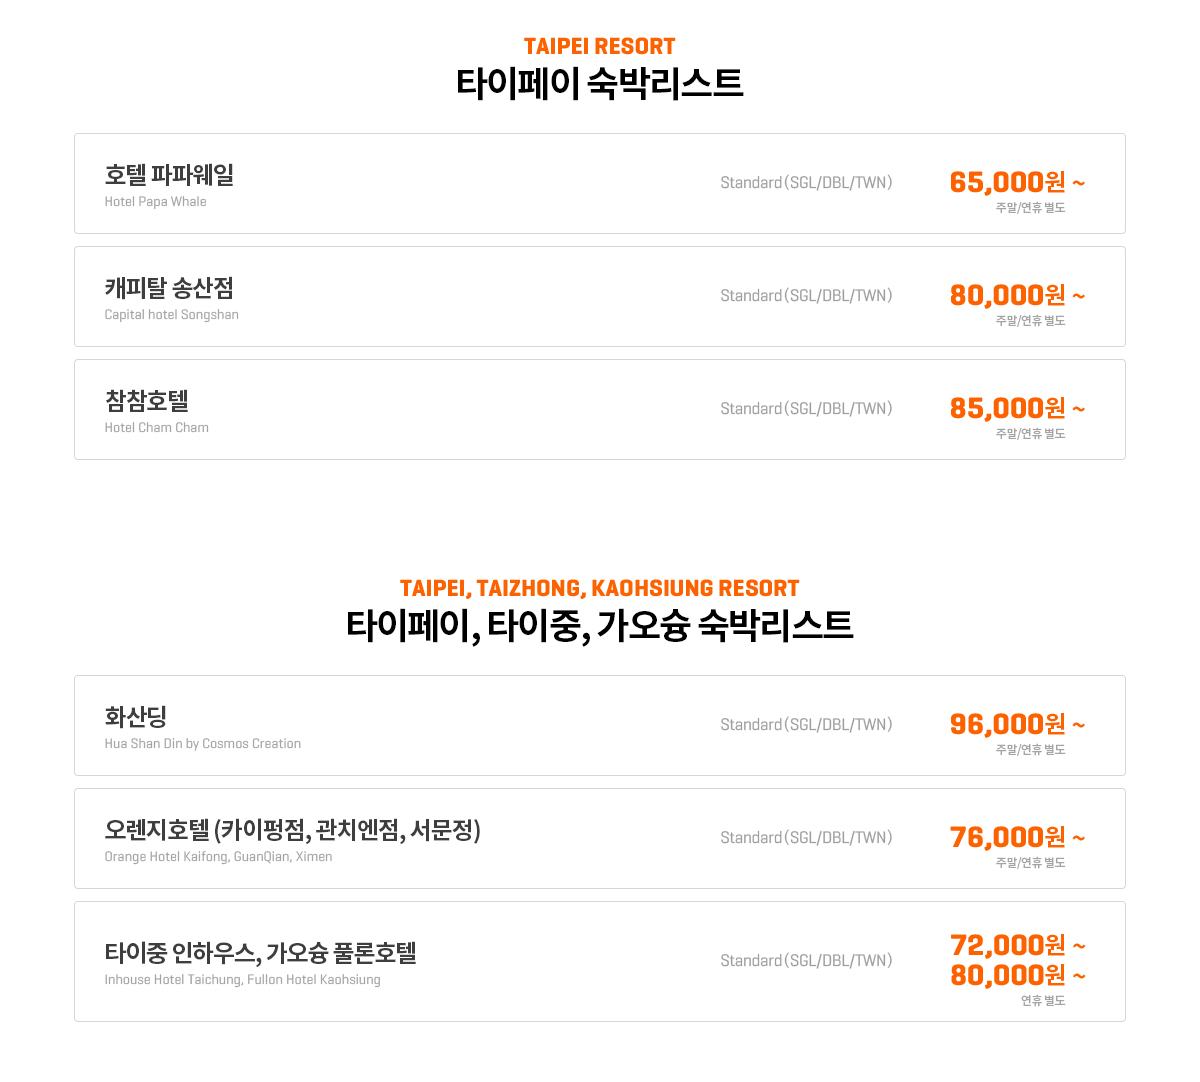 TAIPEI RESORT
타이페이 숙박리스트
호텔 파파웨일
Hotel Papa Whale
Standard(SGL/DBL/TWN)
65,000원 ~
주말/연휴 별도
캐피탈 송산점
Capital hotel Songshan
Standard(SGL/DBL/TWN)
80,000원 ~
주말/연휴 별도
참참호텔
Hotel Cham Cham
Standard(SGL/DBL/TWN)
85,000원 ~
주말/연휴 별도
TAIPEI, TAIZHONG, KAOHSIUNG RESORT
타이페이, 타이중, 가오슝 숙박리스트
화산딩
Hua Shan Din by Cosmos Creation
Standard(SGL/DBL/TWN)
96,000원 ~
주말/연휴 별도
오렌지호텔 (카이펑점, 관치엔점, 서문정)
Orange Hotel Kaifong, GuanQian, Ximen
Standard(SGL/DBL/TWN)
76,000원 ~
주말/연휴 별도
타이중 인하우스, 가오슝 풀론호텔
Inhouse Hotel Taichung, Fullon Hotel Kaohsiung
Standard(SGL/DBL/TWN)
72,000원 ~
80,000원 ~
연휴 별도